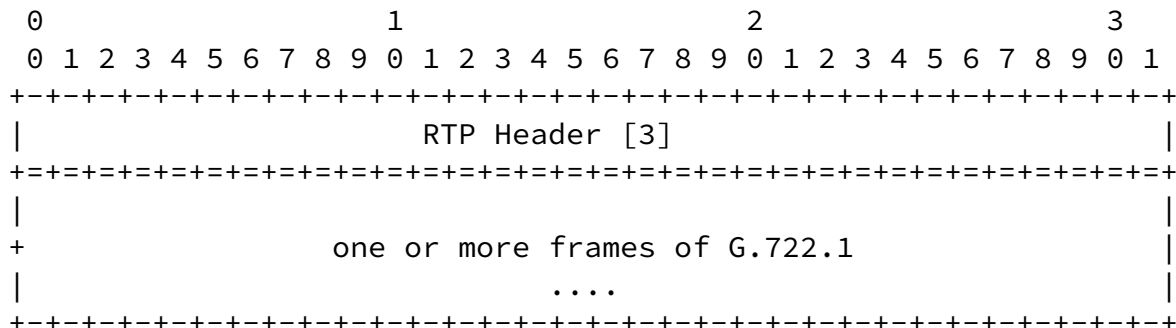 0                   1                   2                   3
 0 1 2 3 4 5 6 7 8 9 0 1 2 3 4 5 6 7 8 9 0 1 2 3 4 5 6 7 8 9 0 1
+-+-+-+-+-+-+-+-+-+-+-+-+-+-+-+-+-+-+-+-+-+-+-+-+-+-+-+-+-+-+-+-+
|                      RTP Header [3]                           |
+=+=+=+=+=+=+=+=+=+=+=+=+=+=+=+=+=+=+=+=+=+=+=+=+=+=+=+=+=+=+=+=+
|                                                               |
+                 one or more frames of G.722.1                 |
|                             ....                              |
+-+-+-+-+-+-+-+-+-+-+-+-+-+-+-+-+-+-+-+-+-+-+-+-+-+-+-+-+-+-+-+-+